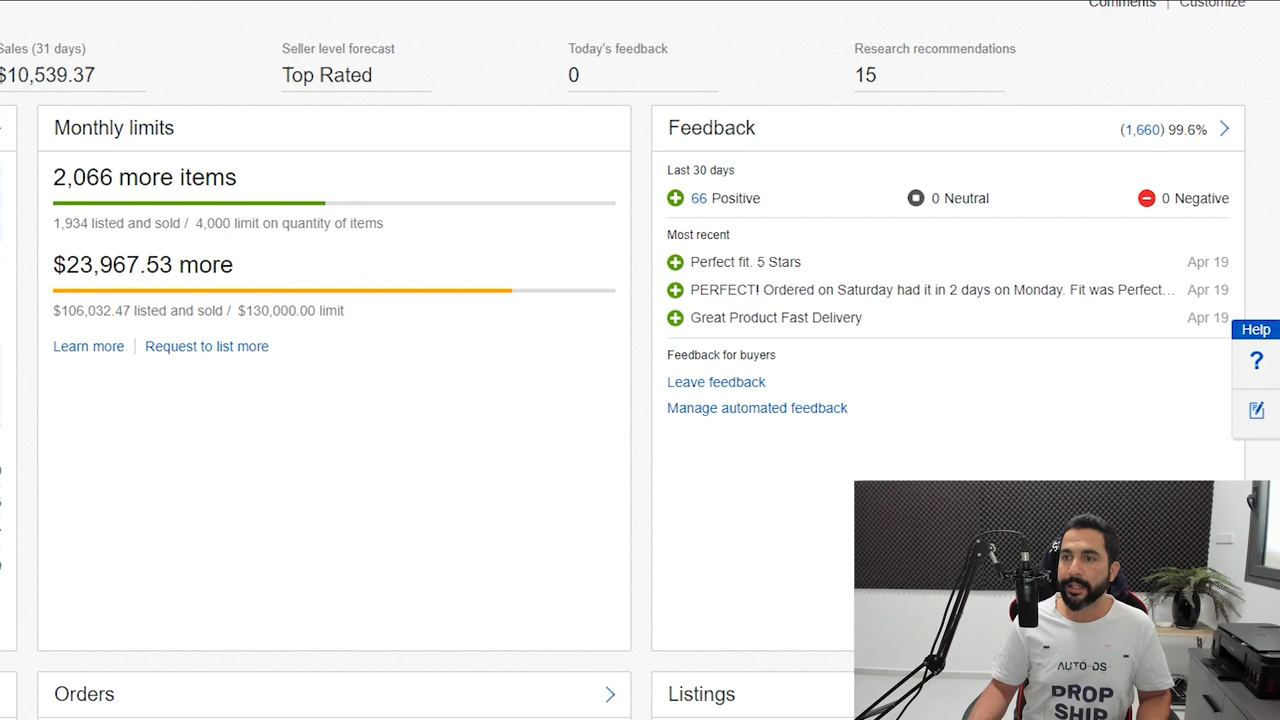 Comments | Customize
Sales (31 days)
$10,539.37
Seller level forecast
Top Rated
Today's feedback
0
Research recommendations
15
Monthly limits
2,066 more items
1,934 listed and sold / 4,000 limit on quantity of items
$23,967.53 more
$106,032.47 listed and sold / $130,000.00 limit
Learn more | Request to list more
Feedback
(1,660) 99.6%
Last 30 days
66 Positive
0 Neutral
0 Negative
Most recent
Perfect fit. 5 Stars
Apr 19
PERFECT! Ordered on Saturday had it in 2 days on Monday. Fit was Perfect...
Apr 19
Great Product Fast Delivery
Apr 19
Feedback for buyers
Leave feedback
Manage automated feedback
Help
?
Orders
Listings
AUTO-DS
DROP
SHIP